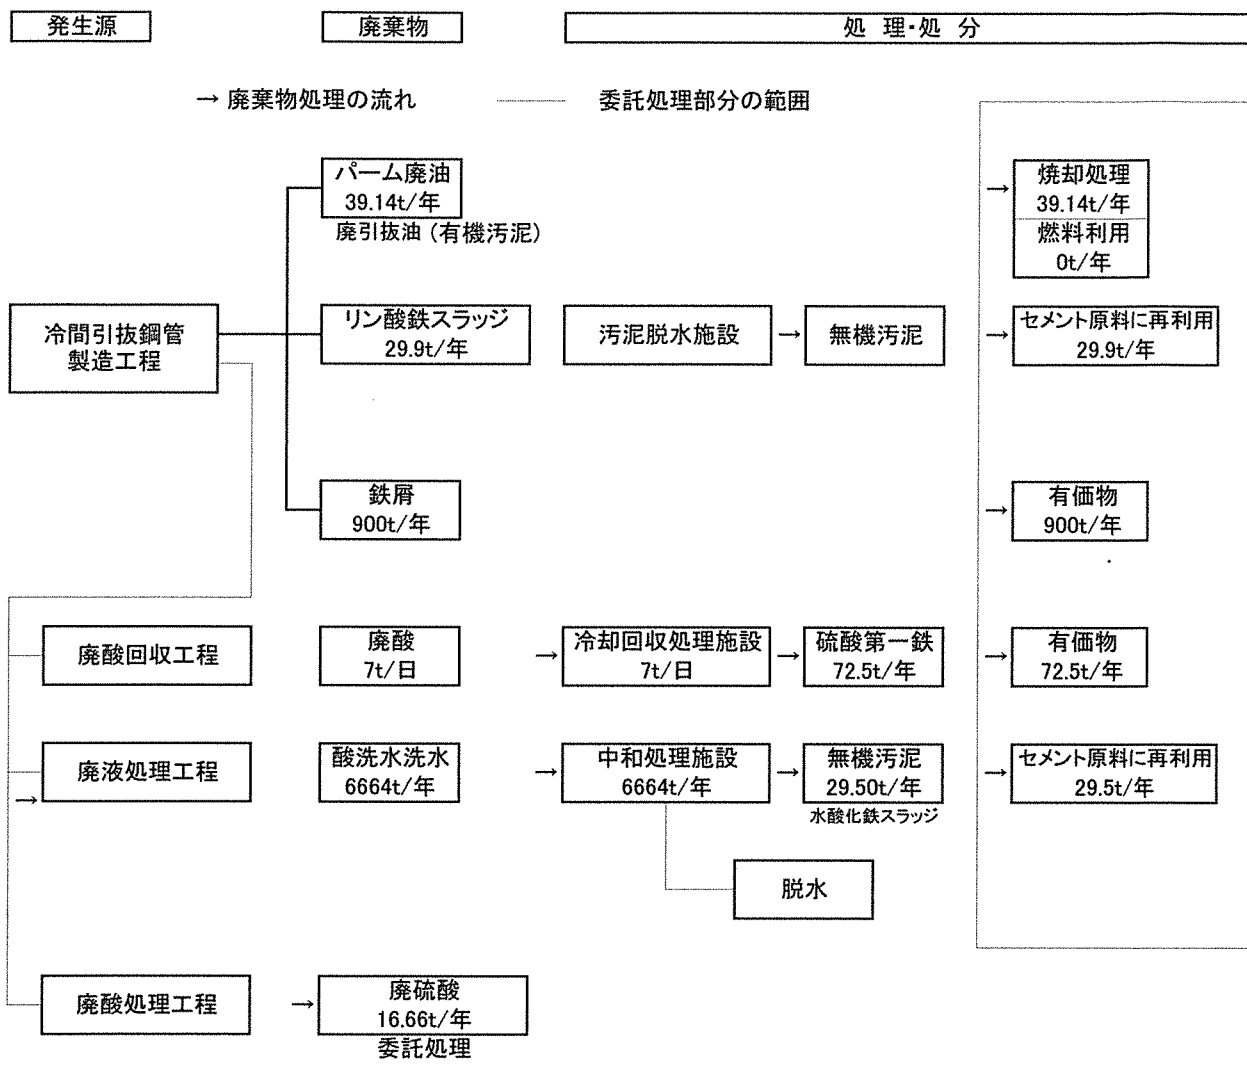 発生源
廃棄物
処 理・処 分
→ 廃棄物処理の流れ
委託処理部分の範囲
パーム廃油
39.14t/年
廃引抜油（有機汚泥）
焼却処理
39.14t/年
燃料利用
0t/年
冷間引抜鋼管
製造工程
リン酸鉄スラッジ
29.9t/年
汚泥脱水施設
→
無機汚泥
→
セメント原料に再利用
29.9t/年
鉄屑
900t/年
有価物
900t/年
廃酸回収工程
廃酸
7t/日
冷却回収処理施設
7t/日
硫酸第一鉄
72.5t/年
有価物
72.5t/年
廃液処理工程
酸洗水洗水
6664t/年
中和処理施設
6664t/年
無機汚泥
29.50t/年
水酸化鉄スラッジ
セメント原料に再利用
29.5t/年
脱水
廃酸処理工程
廃硫酸
16.66t/年
委託処理